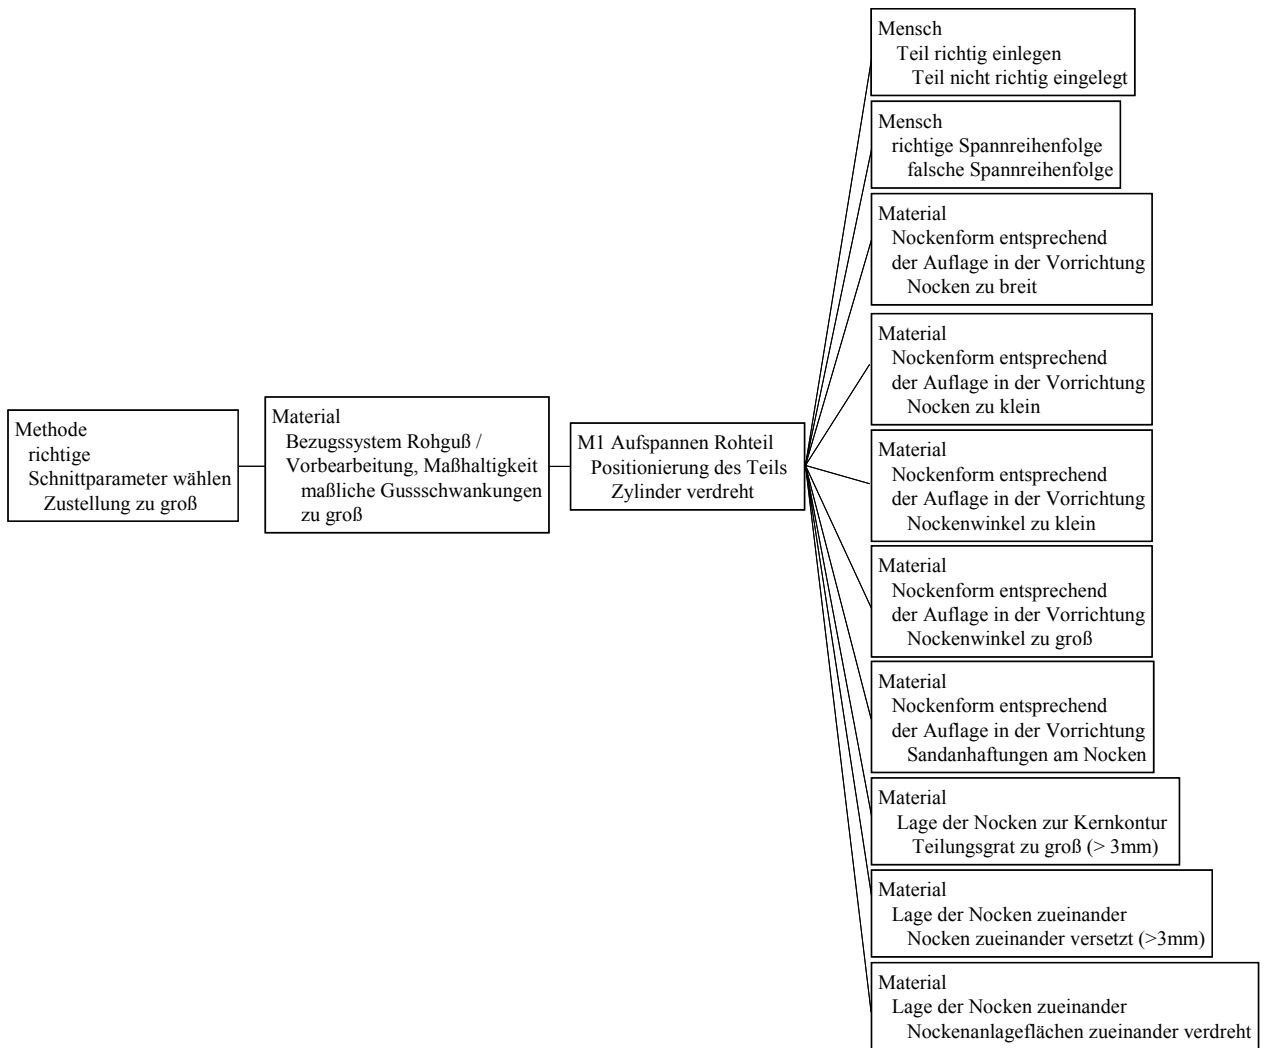 Mensch
Teil richtig einlegen
Teil nicht richtig eingelegt
Mensch
richtige Spannreihenfolge
falsche Spannreihenfolge
Material
Nockenform entsprechend
der Auflage in der Vorrichtung
Nocken zu breit
Material
Nockenform entsprechend
der Auflage in der Vorrichtung
Nocken zu klein
Methode
richtige
Schnittparameter wählen
Zustellung zu groß
Material
Bezugssystem Rohguß /
Vorbearbeitung, Maßhaltigkeit
maßliche Gussschwankungen
zu groß
M1 Aufspannen Rohteil
Positionierung des Teils
Zylinder verdreht
Material
Nockenform entsprechend
der Auflage in der Vorrichtung
Nockenwinkel zu klein
Material
Nockenform entsprechend
der Auflage in der Vorrichtung
Nockenwinkel zu groß
Material
Nockenform entsprechend
der Auflage in der Vorrichtung
Sandanhaftungen am Nocken
Material
Lage der Nocken zur Kernkontur
Teilungsgrat zu groß (> 3mm)
Material
Lage der Nocken zueinander
Nocken zueinander versetzt (>3mm)
Material
Lage der Nocken zueinander
Nockenanlageflächen zueinander verdreht